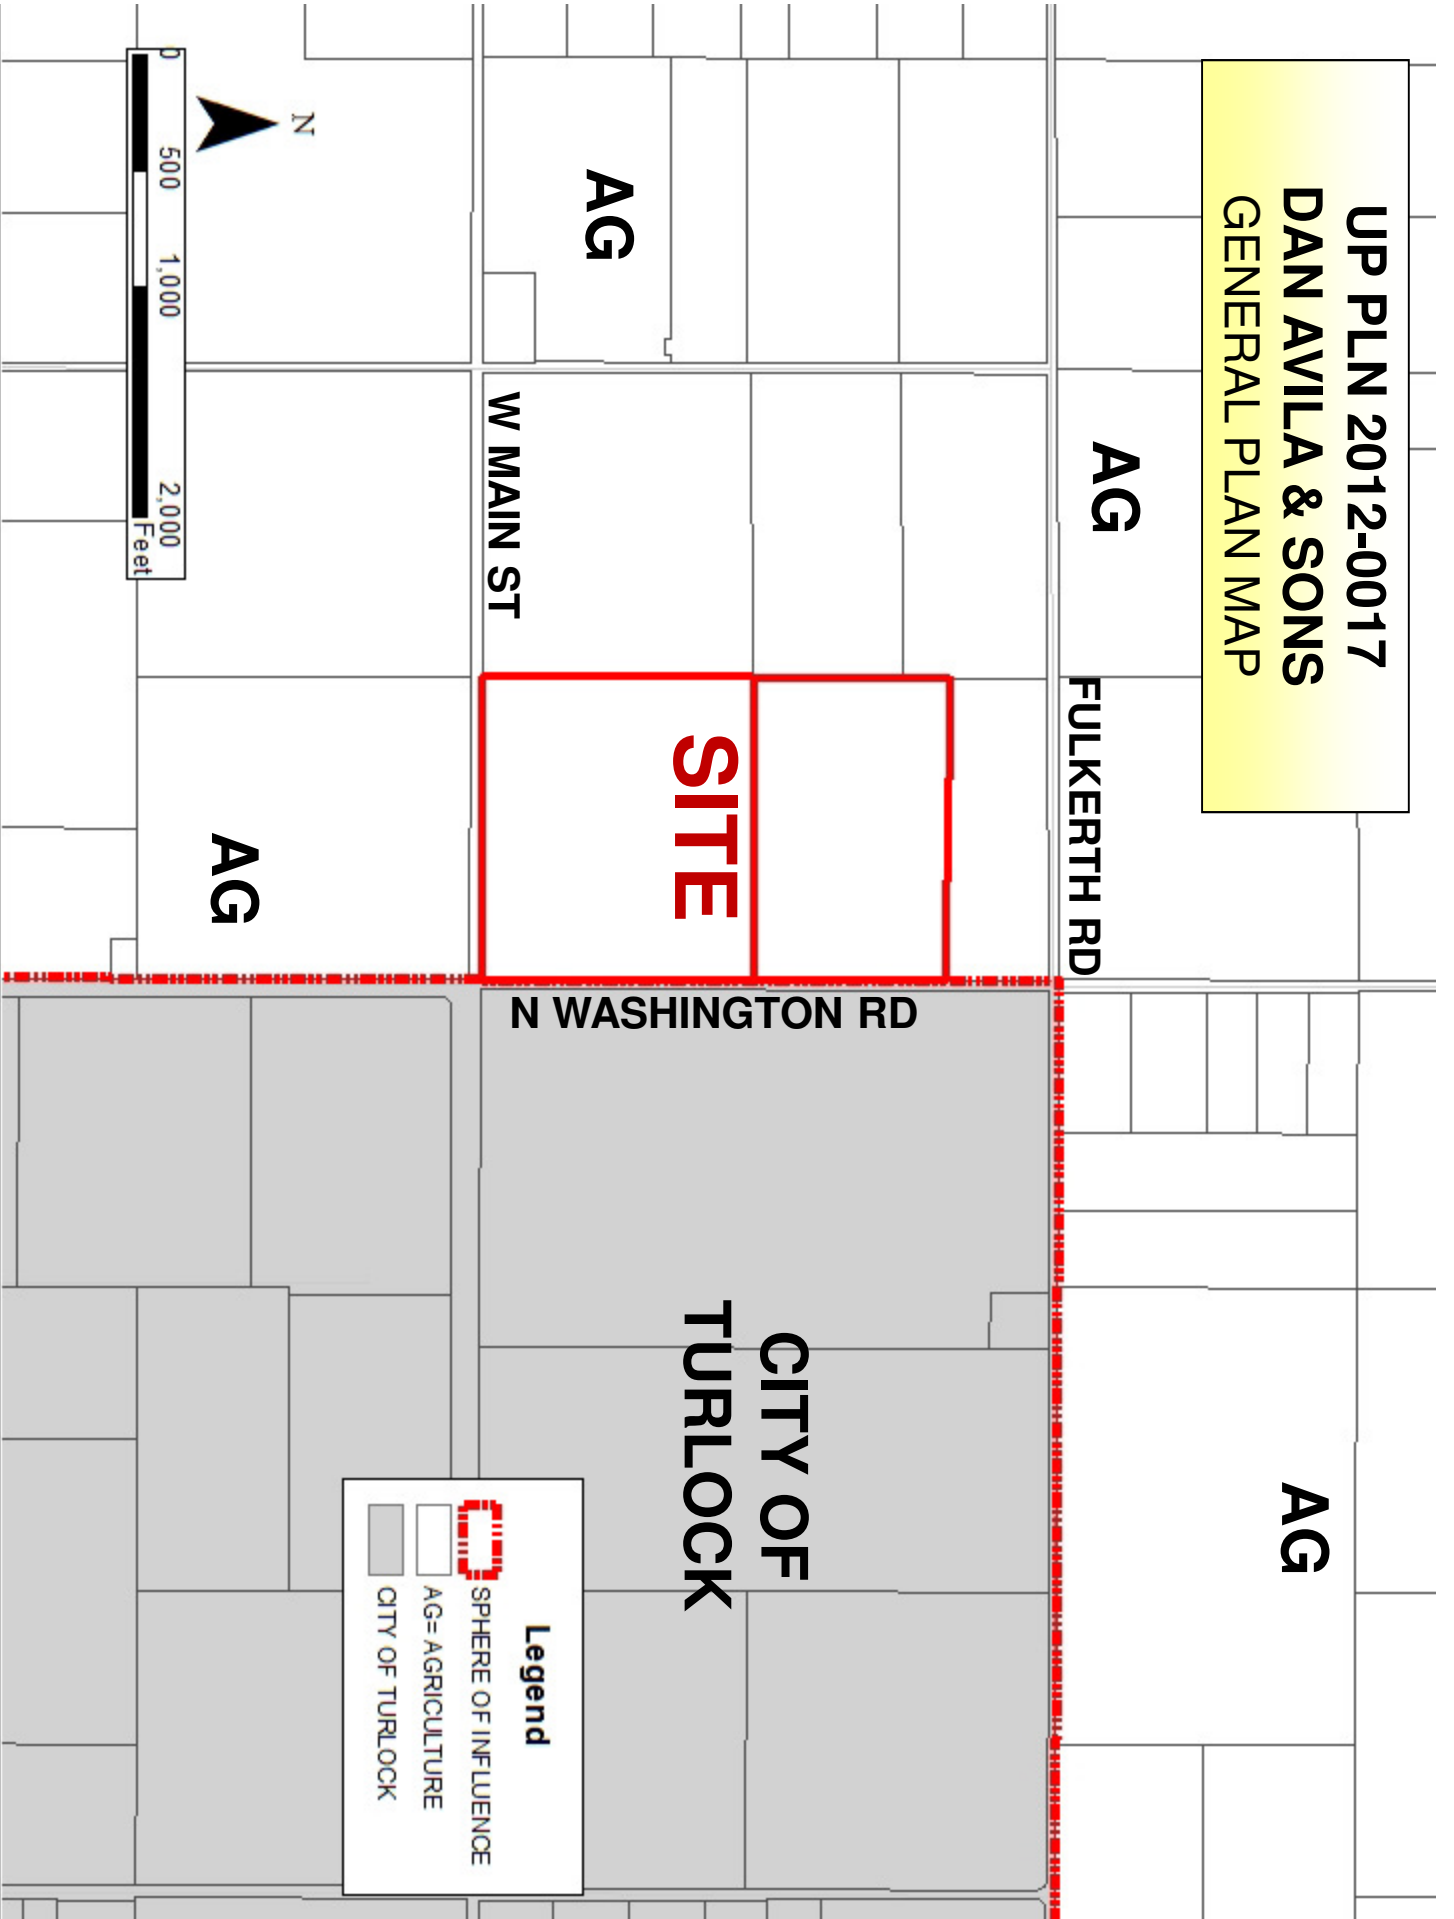 UP PLN 2012-0017
DAN AVILA & SONS
GENERAL PLAN MAP
AG
AG
FULKERTH RD
AG
AG
W MAIN ST
SITE
N WASHINGTON RD
CITY OF
TURLOCK
N
0 500 1,000 2,000
Feet
Legend
SPHERE OF INFLUENCE
AG= AGRICULTURE
CITY OF TURLOCK